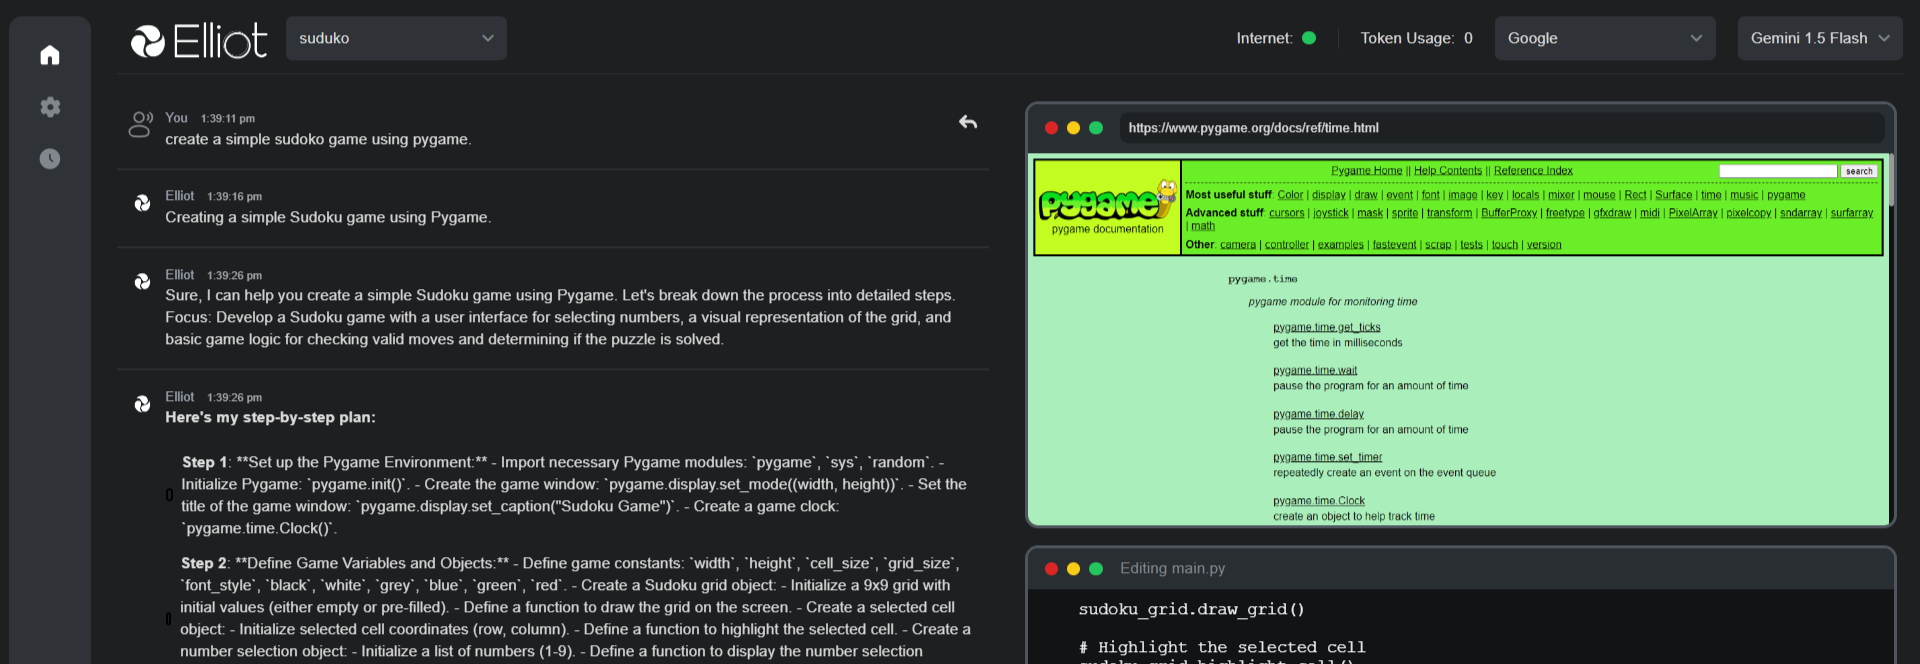 Elliot
suduko
Internet:
Token Usage: 0
Google
Gemini 1.5 Flash
You 1:39:11 pm
create a simple sudoko game using pygame.
Elliot 1:39:16 pm
Creating a simple Sudoku game using Pygame.
Elliot 1:39:26 pm
Sure, I can help you create a simple Sudoku game using Pygame. Let's break down the process into detailed steps.
Focus: Develop a Sudoku game with a user interface for selecting numbers, a visual representation of the grid, and
basic game logic for checking valid moves and determining if the puzzle is solved.
Elliot 1:39:26 pm
Here's my step-by-step plan:
Step 1: **Set up the Pygame Environment:** - Import necessary Pygame modules: `pygame`, `sys`, `random`. -
Initialize Pygame: `pygame.init()`. - Create the game window: `pygame.display.set_mode((width, height))`. - Set the
title of the game window: `pygame.display.set_caption("Sudoku Game")`. - Create a game clock:
`pygame.time.Clock()`.
Step 2: **Define Game Variables and Objects:** - Define game constants: `width`, `height`, `cell_size`, `grid_size`,
`font_style`, `black`, `white`, `grey`, `blue`, `green`, `red`. - Create a Sudoku grid object: - Initialize a 9x9 grid with
initial values (either empty or pre-filled). - Define a function to draw the grid on the screen. - Create a selected cell
object: - Initialize selected cell coordinates (row, column). - Define a function to highlight the selected cell. - Create a
number selection object: - Initialize a list of numbers (1-9). - Define a function to display the number selection
https://www.pygame.org/docs/ref/time.html
pygame
pygame documentation
Pygame Home || Help Contents || Reference Index
search
Most useful stuff: Color | display | draw | event | font | image | key | locals | mixer | mouse | Rect | Surface | time | music | pygame
Advanced stuff: cursors | joystick | mask | sprite | transform | BufferProxy | freetype | gfxdraw | midi | PixelArray | pixelcopy | sndarray | surfarray
| math
Other: camera | controller | examples | fastevent | scrap | tests | touch | version
pygame.time
pygame module for monitoring time
pygame.time.get_ticks
get the time in milliseconds
pygame.time.wait
pause the program for an amount of time
pygame.time.delay
pause the program for an amount of time
pygame.time.set_timer
repeatedly create an event on the event queue
pygame.time.Clock
create an object to help track time
Editing main.py
sudoku_grid.draw_grid()
# Highlight the selected cell
sudoku_grid.highlight_cell()